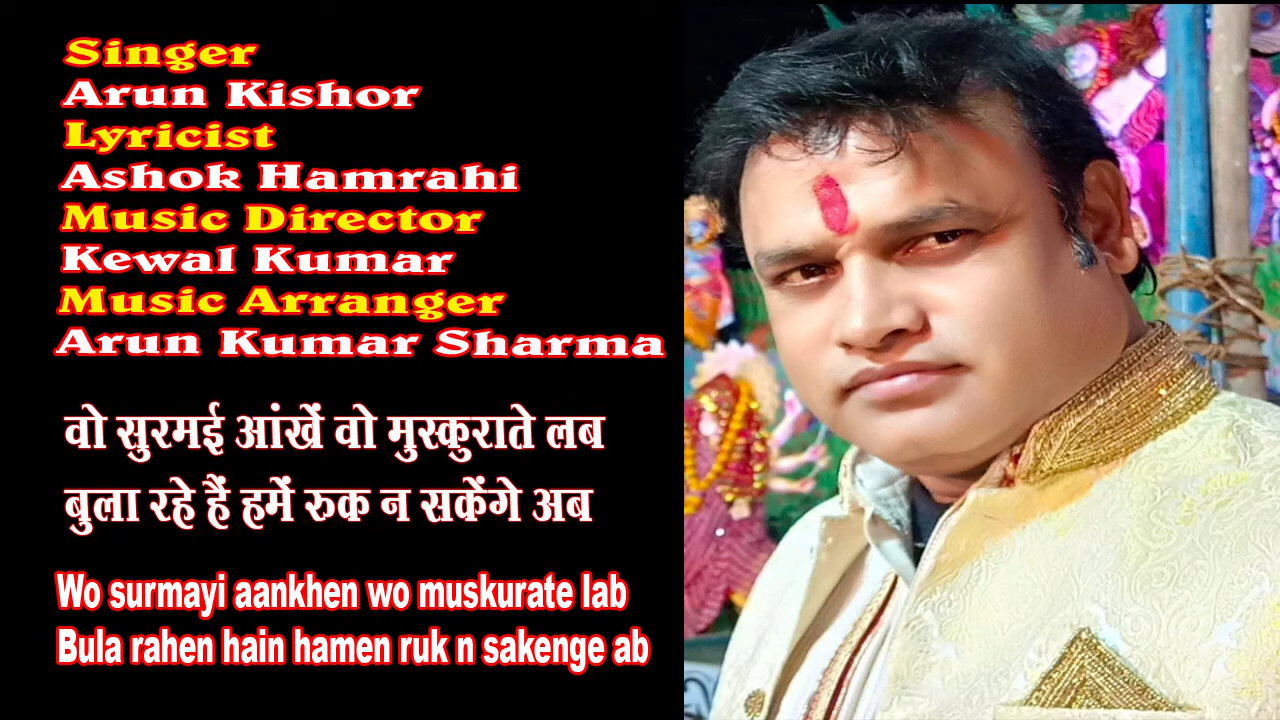 Singer
Arun Kishor
Lyricist
Ashok Hamrahi
Music Director
Kewal Kumar
Music Arranger
Arun Kumar Sharma
वो सुरमई आंखें वो मुस्कुराते लब
बुला रहे हैं हमें रुक न सकेंगे अब
Wo surmayi aankhen wo muskurate lab
Bula rahen hain hamen ruk n sakenge ab